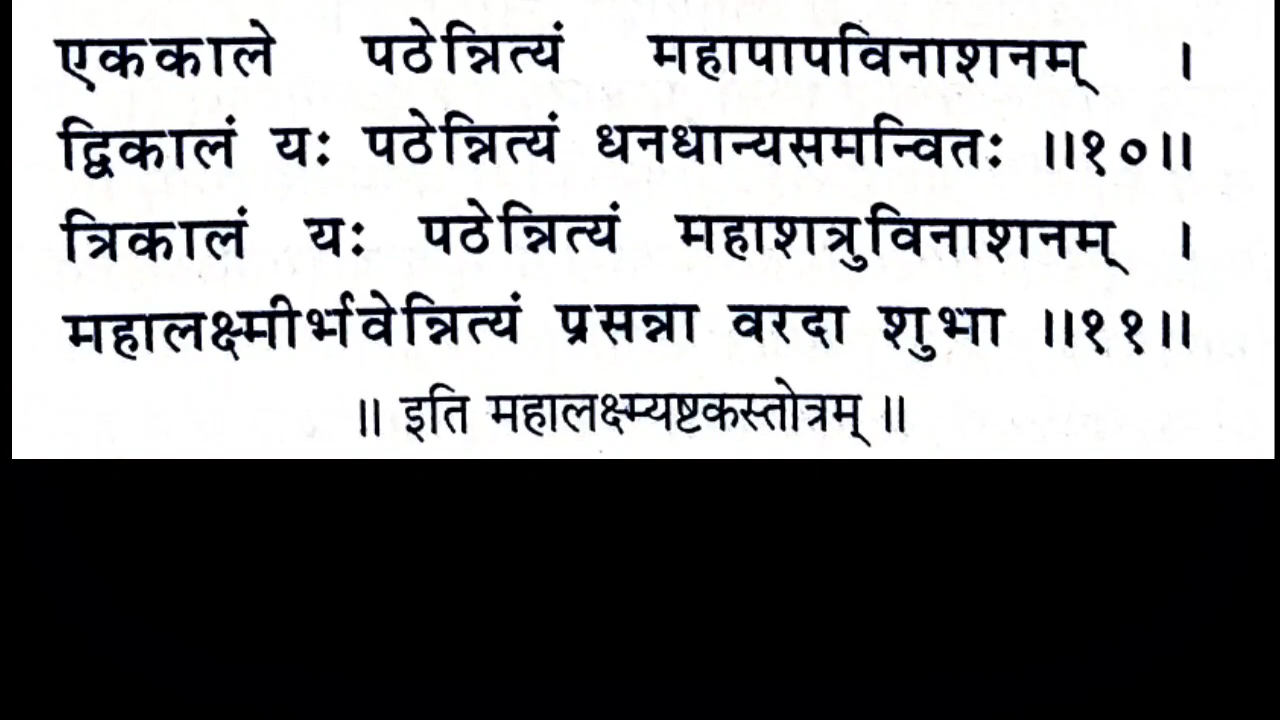 एककाले पठेन्नित्यं महापापविनाशनम् ।
द्विकालं यः पठेन्नित्यं धनधान्यसमन्वितः ॥१०॥
त्रिकालं यः पठेन्नित्यं महाशत्रुविनाशनम् ।
महालक्ष्मीर्भवेन्नित्यं प्रसन्ना वरदा शुभा ॥११॥
॥ इति महालक्ष्म्यष्टकस्तोत्रम् ॥